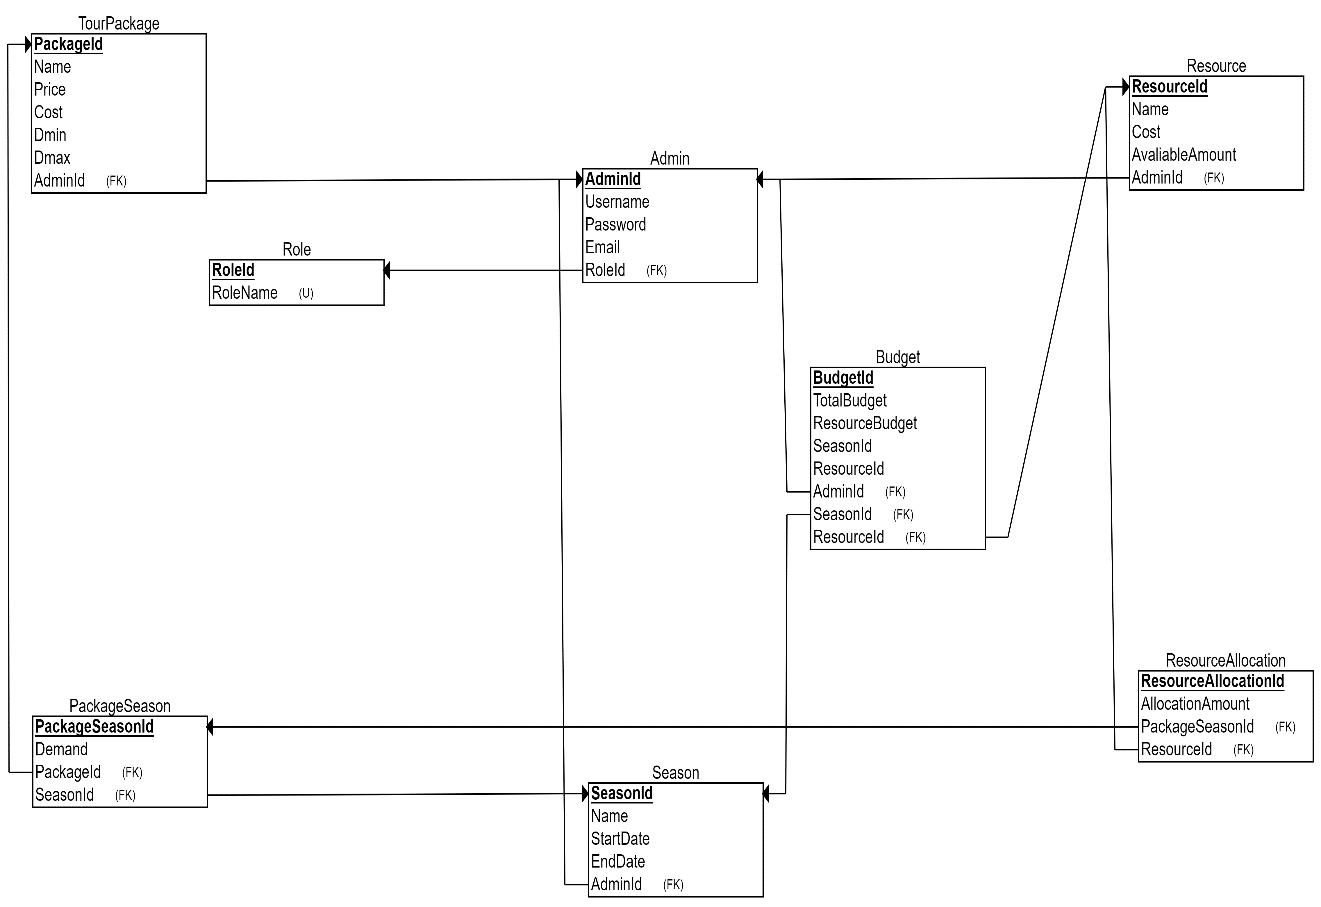 TourPackage
PackageId
Name
Price
Cost
Dmin
Dmax
AdminId (FK)
Resource
ResourceId
Name
Cost
AvaliableAmount
AdminId (FK)
Admin
AdminId
Username
Password
Email
RoleId (FK)
Role
RoleId
RoleName (U)
Budget
BudgetId
TotalBudget
ResourceBudget
SeasonId
ResourceId
AdminId (FK)
SeasonId (FK)
ResourceId (FK)
ResourceAllocation
ResourceAllocationId
AllocationAmount
PackageSeasonId (FK)
ResourceId (FK)
PackageSeason
PackageSeasonId
Demand
PackageId (FK)
SeasonId (FK)
Season
SeasonId
Name
StartDate
EndDate
AdminId (FK)